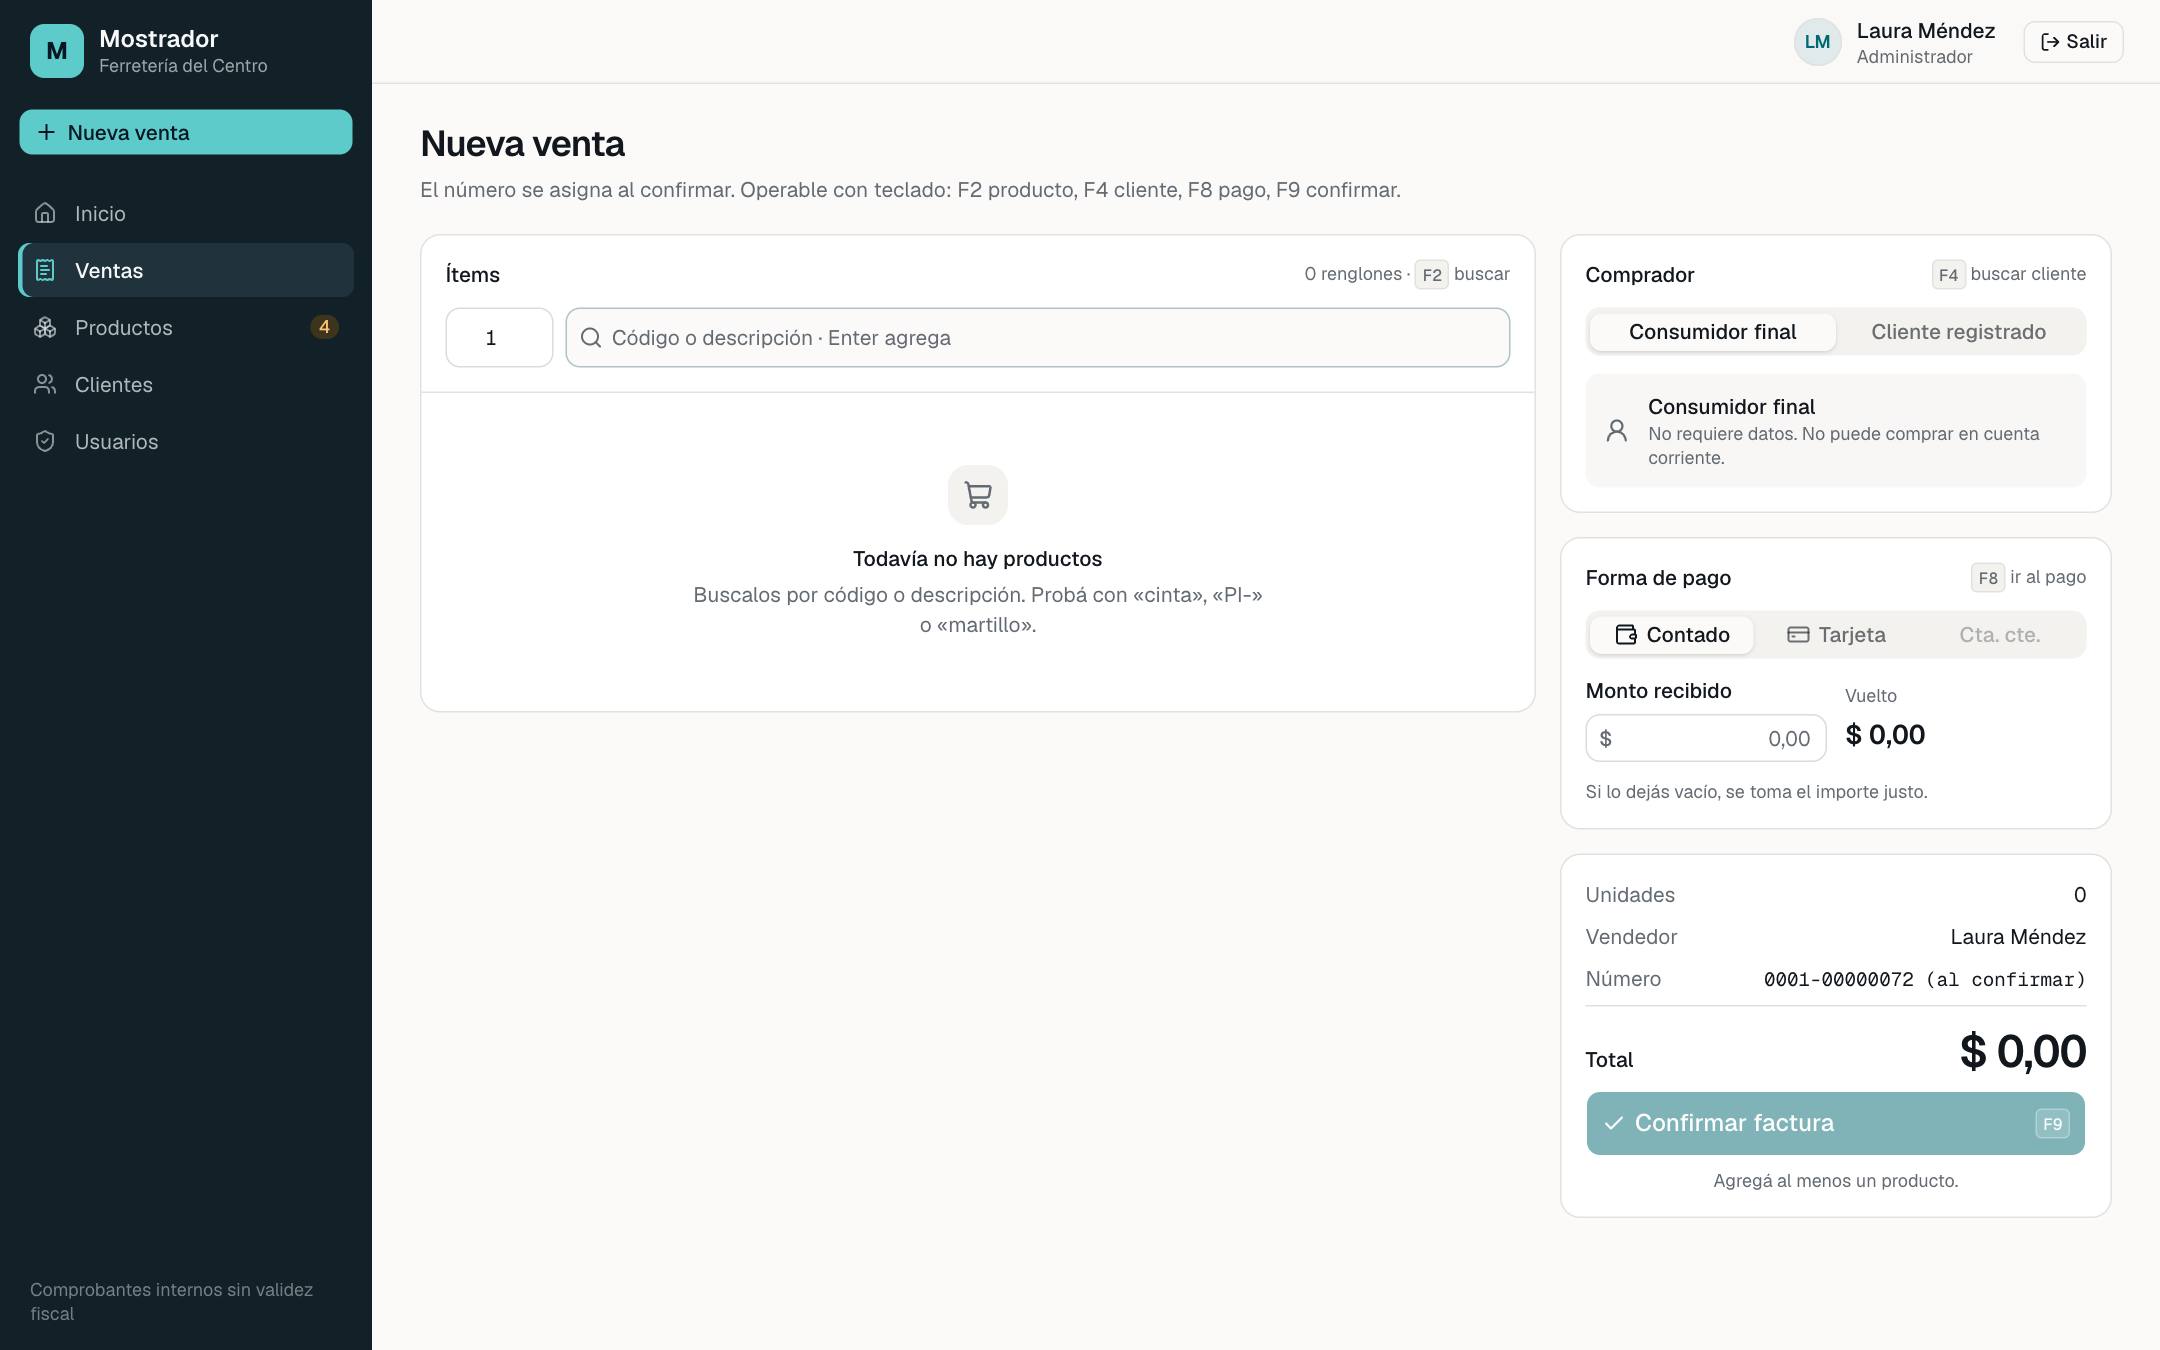 M
Mostrador
Ferretería del Centro
Nueva venta
Inicio
Ventas
Productos 4
Clientes
Usuarios
Comprobantes internos sin validez
fiscal
LM
Laura Méndez
Administrador
Salir
Nueva venta
El número se asigna al confirmar. Operable con teclado: F2 producto, F4 cliente, F8 pago, F9 confirmar.
Ítems
0 renglones · F2 buscar
1
Código o descripción · Enter agrega
Todavía no hay productos
Buscalos por código o descripción. Probá con «cinta», «PI-»
o «martillo».
Comprador
F4 buscar cliente
Consumidor final
Cliente registrado
Consumidor final
No requiere datos. No puede comprar en cuenta
corriente.
Forma de pago
F8 ir al pago
Contado
Tarjeta
Cta. cte.
Monto recibido
Vuelto
$ 0,00
$ 0,00
Si lo dejás vacío, se toma el importe justo.
Unidades 0
Vendedor Laura Méndez
Número 0001-00000072 (al confirmar)
Total $ 0,00
Confirmar factura F9
Agregá al menos un producto.